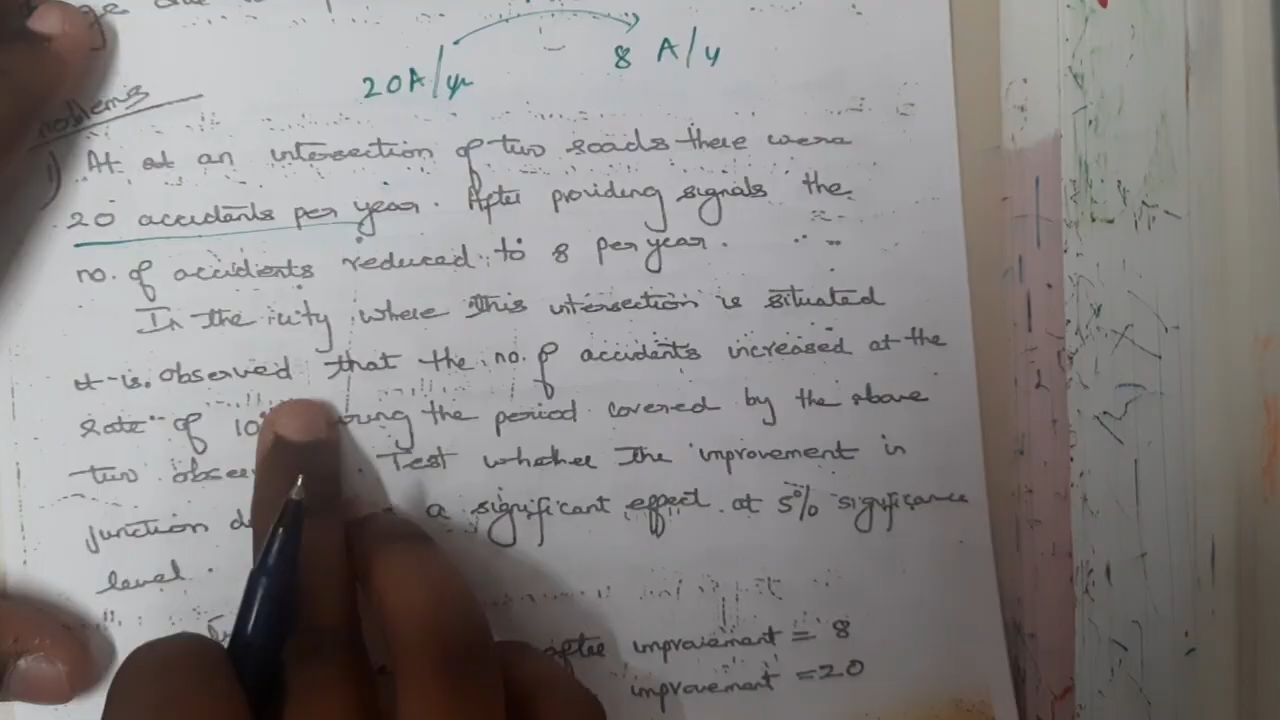 20A/yr
8 A/y
Problems
1) At at an intersection of two roads there were
20 accidents per year. After providing signals the
no. of accidents reduced to 8 per year.
In the city where this intersection is situated
it is observed that the no. of accidents increased at the
rate of 10 the period covered by the above
two Test whether the improvement in
junction a significant effect at 5% significance
level.
after improvement = 8
improvement = 20